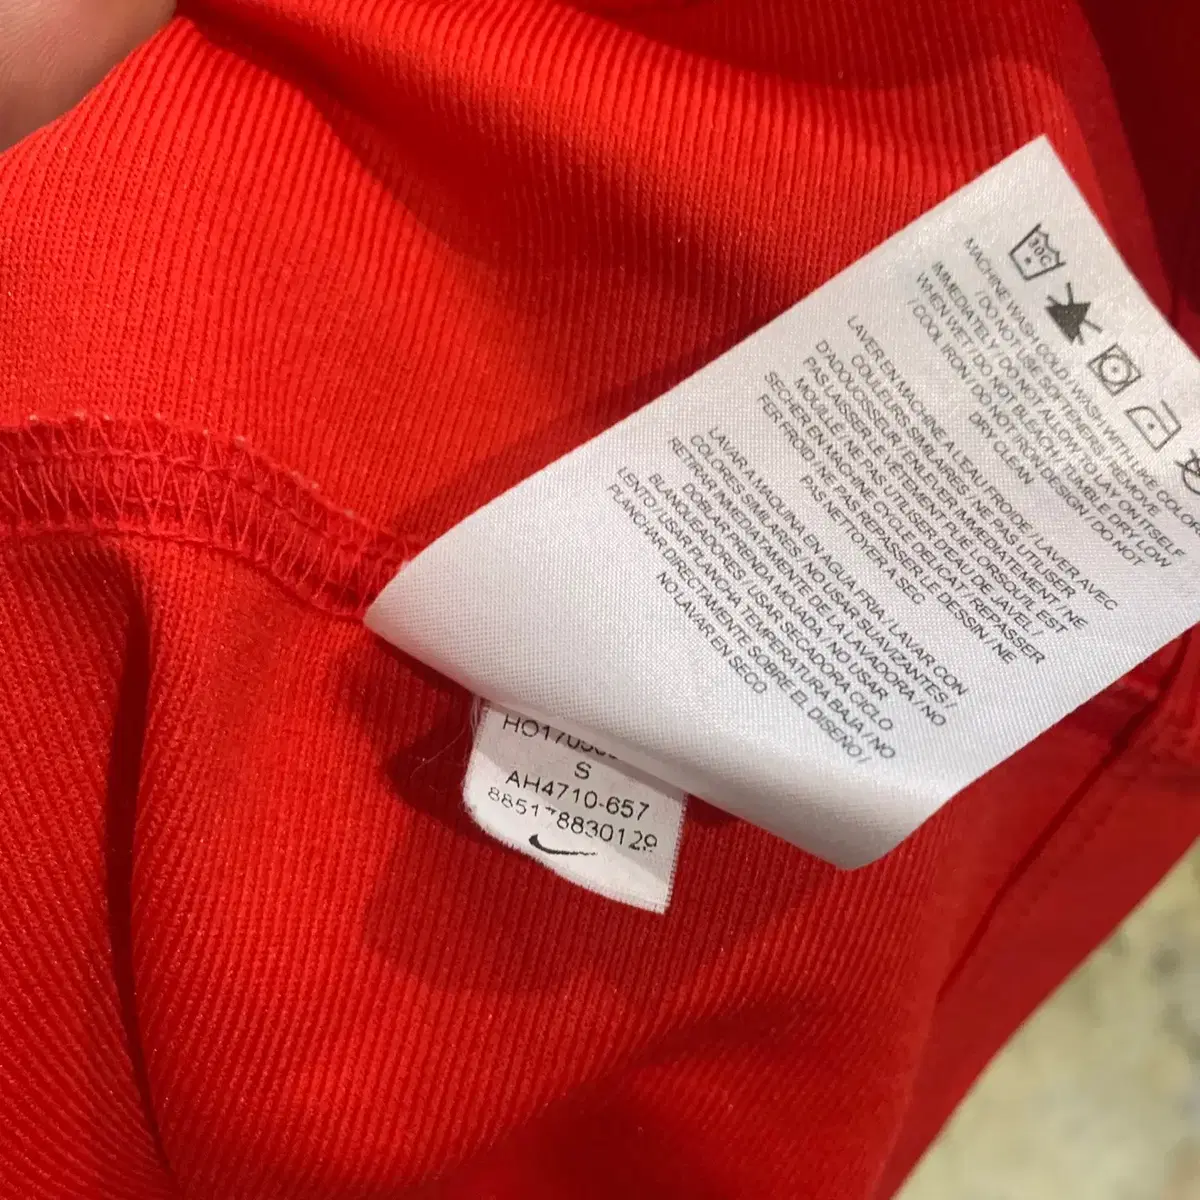 30C
MACHINE WASH COLD / WASH WITH LIKE COLORS
/ DO NOT USE SOFTENERS / REMOVE
IMMEDIATELY / DO NOT ALLOW TO LAY ON ITSELF
WHEN WET / DO NOT BLEACH / TUMBLE DRY LOW
/ COOL IRON / DO NOT IRON DESIGN / DO NOT
DRY CLEAN
LAVER EN MACHINE A L'EAU FROIDE / LAVER AVEC
COULEURS SIMILAIRES / NE PAS UTILISER
D'ADOUCISSEUR / ENLEVER IMMEDIATEMENT / NE
PAS LAISSER LE VÊTEMENT PLIE LORSQU'IL EST
MOUILLE / NE PAS UTILISER D'EAU DE JAVEL /
SECHER EN MACHINE CYCLE DELICAT / REPASSER
FER FROID / NE PAS REPASSER LE DESSIN / NE
PAS NETTOYER A SEC
LAVAR A MAQUINA EN AGUA FRIA / LAVAR CON
COLORES SIMILARES / NO USAR SUAVIZANTES /
RETIRAR INMEDIATAMENTE DE LA LAVADORA / NO
DOBLAR PRENDA MOJADA / NO USAR
BLANQUEADORES / USAR SECADORA CICLO
LENTO / USAR PLANCHA TEMPERATURA BAJA / NO
PLANCHAR DIRECTAMENTE SOBRE EL DISENO /
NO LAVAR EN SECO
S
AH4710-657